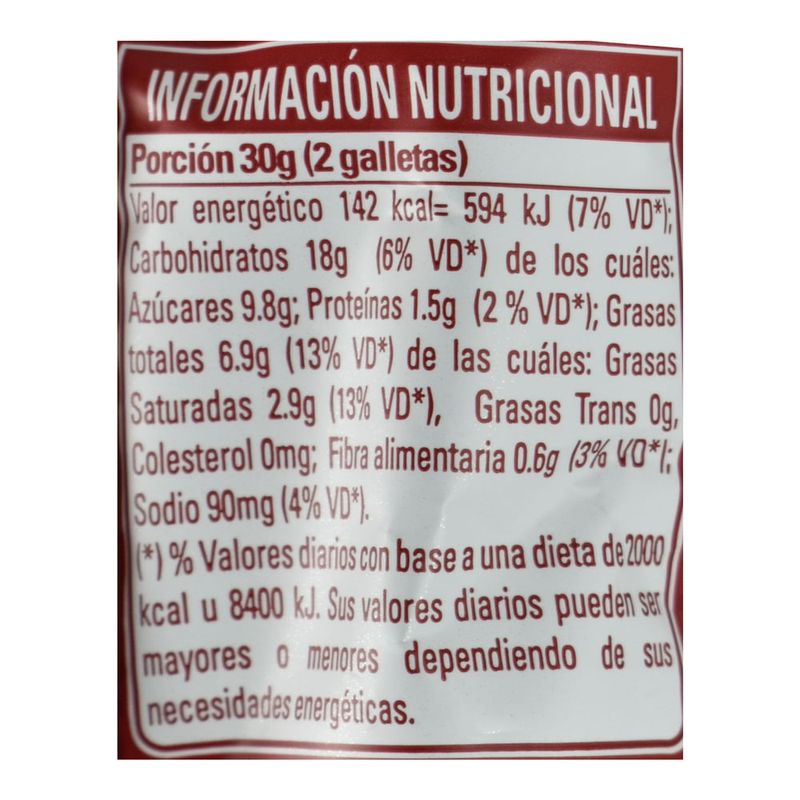 INFORMACIÓN NUTRICIONAL
Porción 30g (2 galletas)
Valor energético 142 kcal= 594 kJ (7% VD*);
Carbohidratos 18g (6% VD*) de los cuáles:
Azúcares 9.8g; Proteínas 1.5g (2 % VD*); Grasas
totales 6.9g (13% VD*) de las cuáles: Grasas
Saturadas 2.9g (13% VD*), Grasas Trans 0g,
Colesterol 0mg; Fibra alimentaria 0.6g (3% VD*);
Sodio 90mg (4% VD*).
(*) % Valores diarios con base a una dieta de 2000
kcal u 8400 kJ. Sus valores diarios pueden ser
mayores o menores dependiendo de sus
necesidades energéticas.